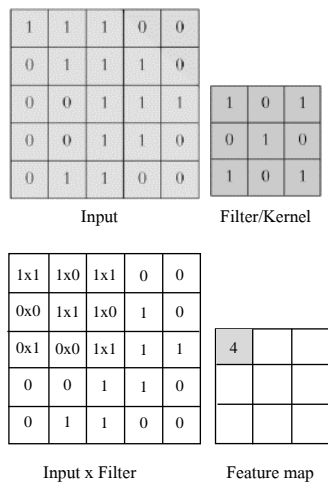 1 1 1 0 0
0 1 1 1 0
0 0 1 1 1
0 0 1 1 0
0 1 1 0 0
Input
1 0 1
0 1 0
1 0 1
Filter/Kernel
1x1 1x0 1x1 0 0
0x0 1x1 1x0 1 0
0x1 0x0 1x1 1 1
0 0 1 1 0
0 1 1 0 0
Input x Filter
4
Feature map